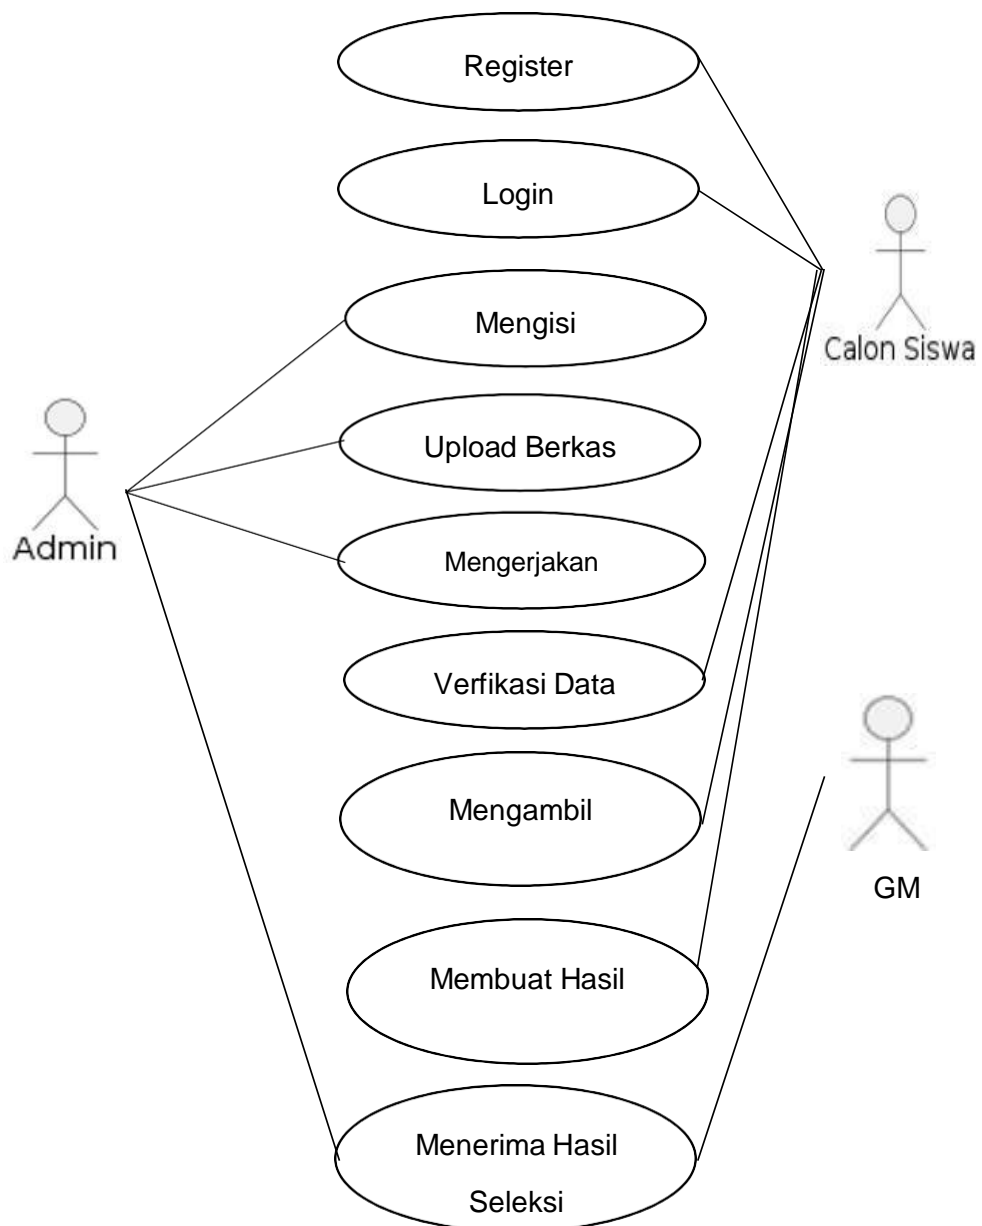 Register
Login
Mengisi
Calon Siswa
Upload Berkas
Admin
Mengerjakan
Verfikasi Data
Mengambil
GM
Membuat Hasil
Menerima Hasil
Seleksi